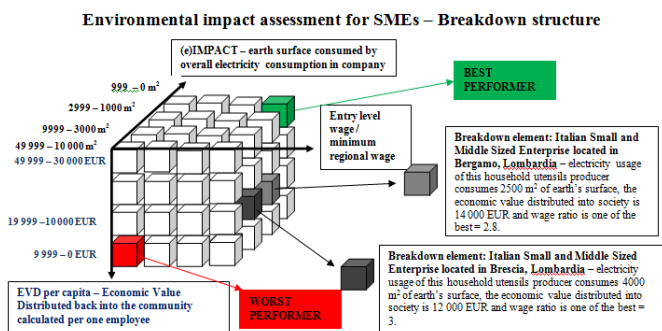 Environmental impact assessment for SMEs – Breakdown structure
(e)IMPACT – earth surface consumed by
overall electricity consumption in company
999 – 0 m²
2999 – 1000 m²
9999 – 3000 m²
49 999 – 10 000 m²
49 999 – 30 000 EUR
19 999 – 10 000 EUR
9 999 – 0 EUR
BEST
PERFORMER
Entry level
wage /
minimum
regional wage
Breakdown element: Italian Small and
Middle Sized Enterprise located in
Bergamo, Lombardia – electricity usage
of this household utensils producer
consumes 2500 m² of earth's surface, the
economic value distributed into society is
14 000 EUR and wage ratio is one of the
best = 2.8.
Breakdown element: Italian Small and Middle Sized
Enterprise located in Brescia, Lombardia – electricity
usage of this household utensils producer consumes 4000
m² of earth's surface, the economic value distributed into
society is 12 000 EUR and wage ratio is one of the best =
3.
EVD per capita – Economic Value
Distributed back into the community
calculated per one employee
WORST
PERFORMER